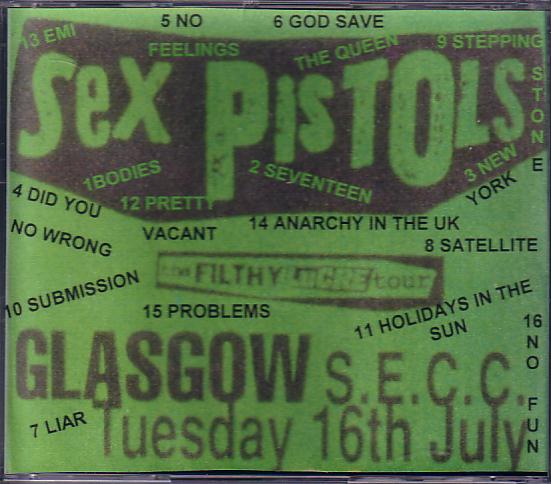 5 NO
6 GOD SAVE
13 EMI
FEELINGS
THE QUEEN
9 STEPPING
STONE
Sex PISTOLS
1BODIES
2 SEVENTEEN
3 NEW
YORK
4 DID YOU
12 PRETTY
NO WRONG
VACANT
14 ANARCHY IN THE UK
8 SATELLITE
the FILTHY LUCRE tour
10 SUBMISSION
15 PROBLEMS
11 HOLIDAYS IN THE
SUN
16
NO FUN
GLASGOW S.E.C.C.
7 LIAR
Tuesday 16th July